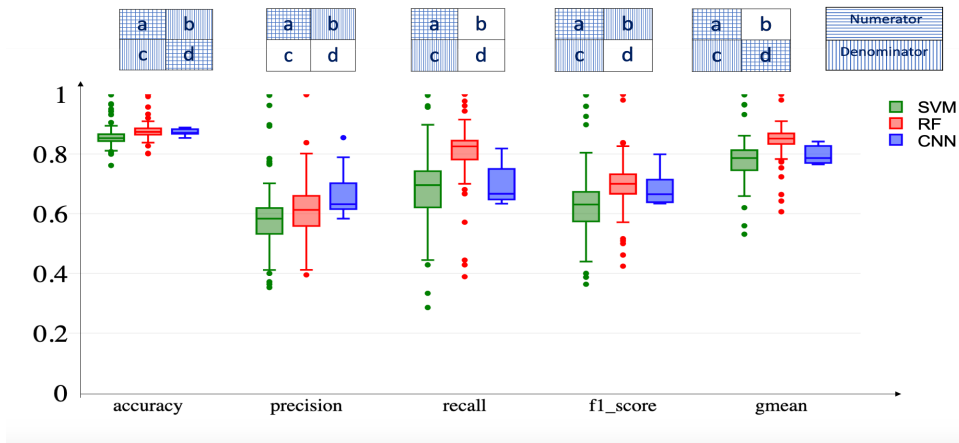 a b a b a b a b a b Numerator
c d c d c d c d c d Denominator
1
SVM
RF
CNN
0.8
0.6
0.4
0.2
0
accuracy precision recall f1_score gmean